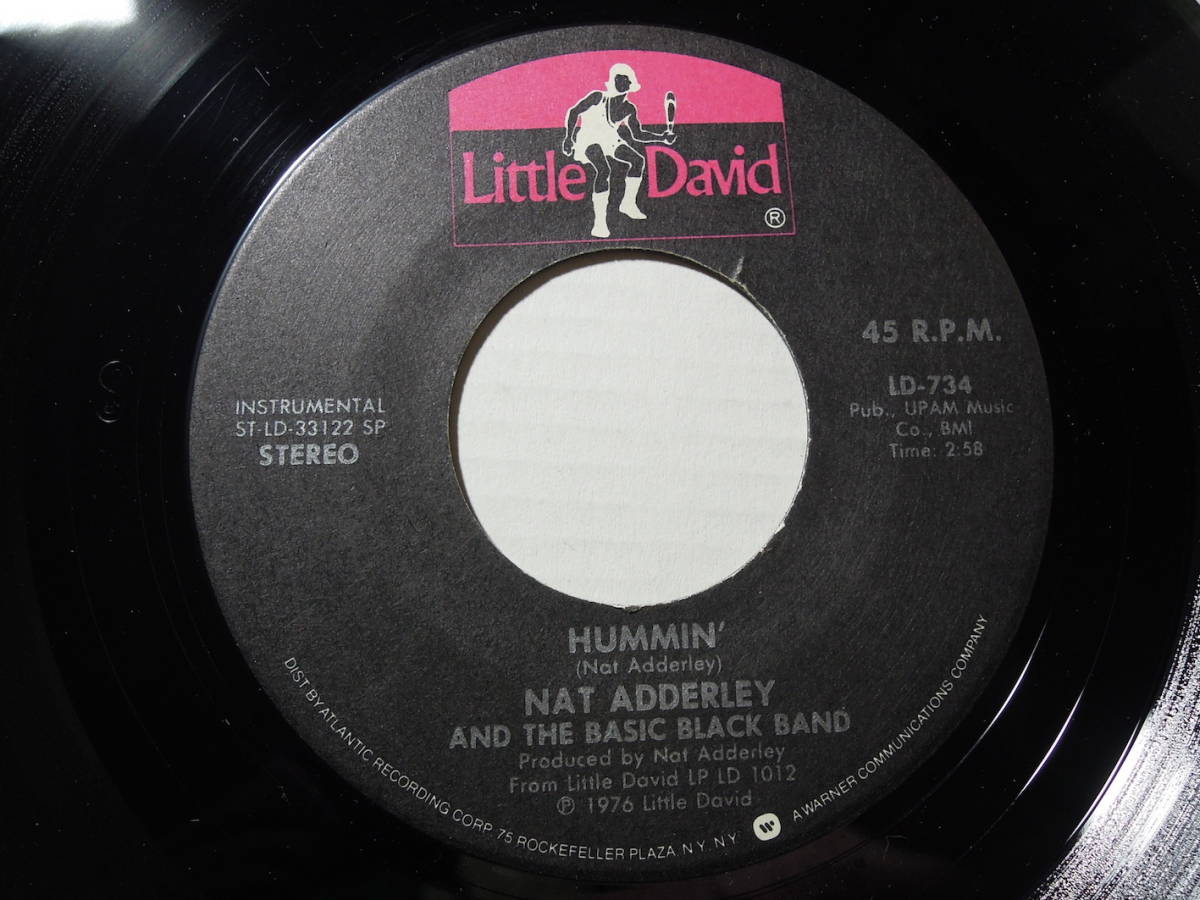 Little David ®
INSTRUMENTAL
ST-LD-33122 SP
STEREO
45 R.P.M.
LD-734
Pub., UPAM Music
Co., BMI
Time: 2:58
HUMMIN'
(Nat Adderley)
NAT ADDERLEY
AND THE BASIC BLACK BAND
Produced by Nat Adderley
From Little David LP LD 1012
℗ 1976 Little David
DIST BY ATLANTIC RECORDING CORP. 75 ROCKEFELLER PLAZA, N.Y. N.Y. A WARNER COMMUNICATIONS COMPANY